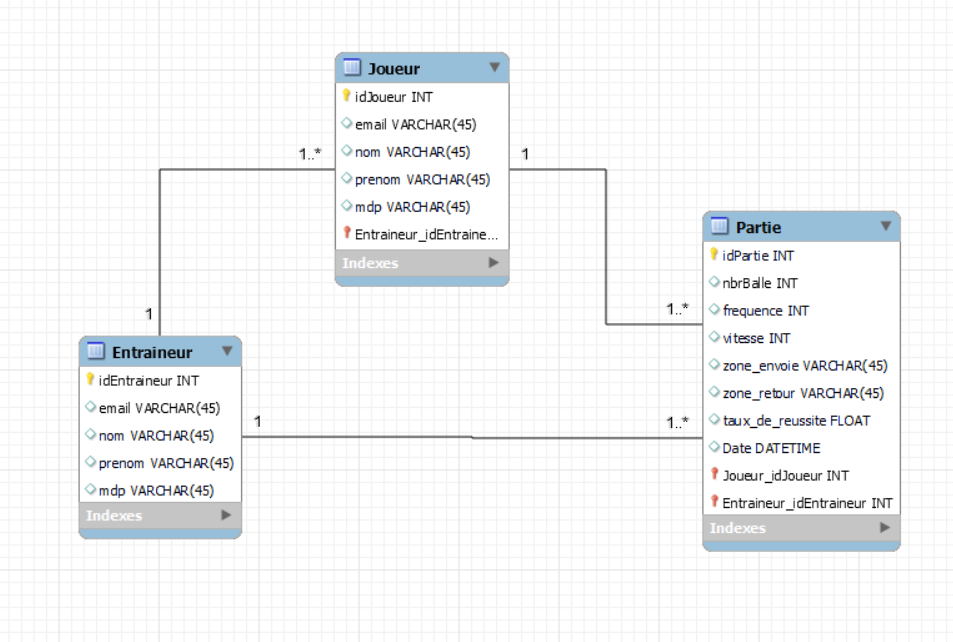 Joueur
idJoueur INT
email VARCHAR(45)
nom VARCHAR(45)
prenom VARCHAR(45)
mdp VARCHAR(45)
Entraineur_idEntraine...
Indexes
1..*
1
1
Entraineur
idEntraineur INT
email VARCHAR(45)
nom VARCHAR(45)
prenom VARCHAR(45)
mdp VARCHAR(45)
Indexes
1
1..*
1..*
Partie
idPartie INT
nbrBalle INT
frequence INT
vitesse INT
zone_envoie VARCHAR(45)
zone_retour VARCHAR(45)
taux_de_reussite FLOAT
Date DATETIME
Joueur_idJoueur INT
Entraineur_idEntraineur INT
Indexes